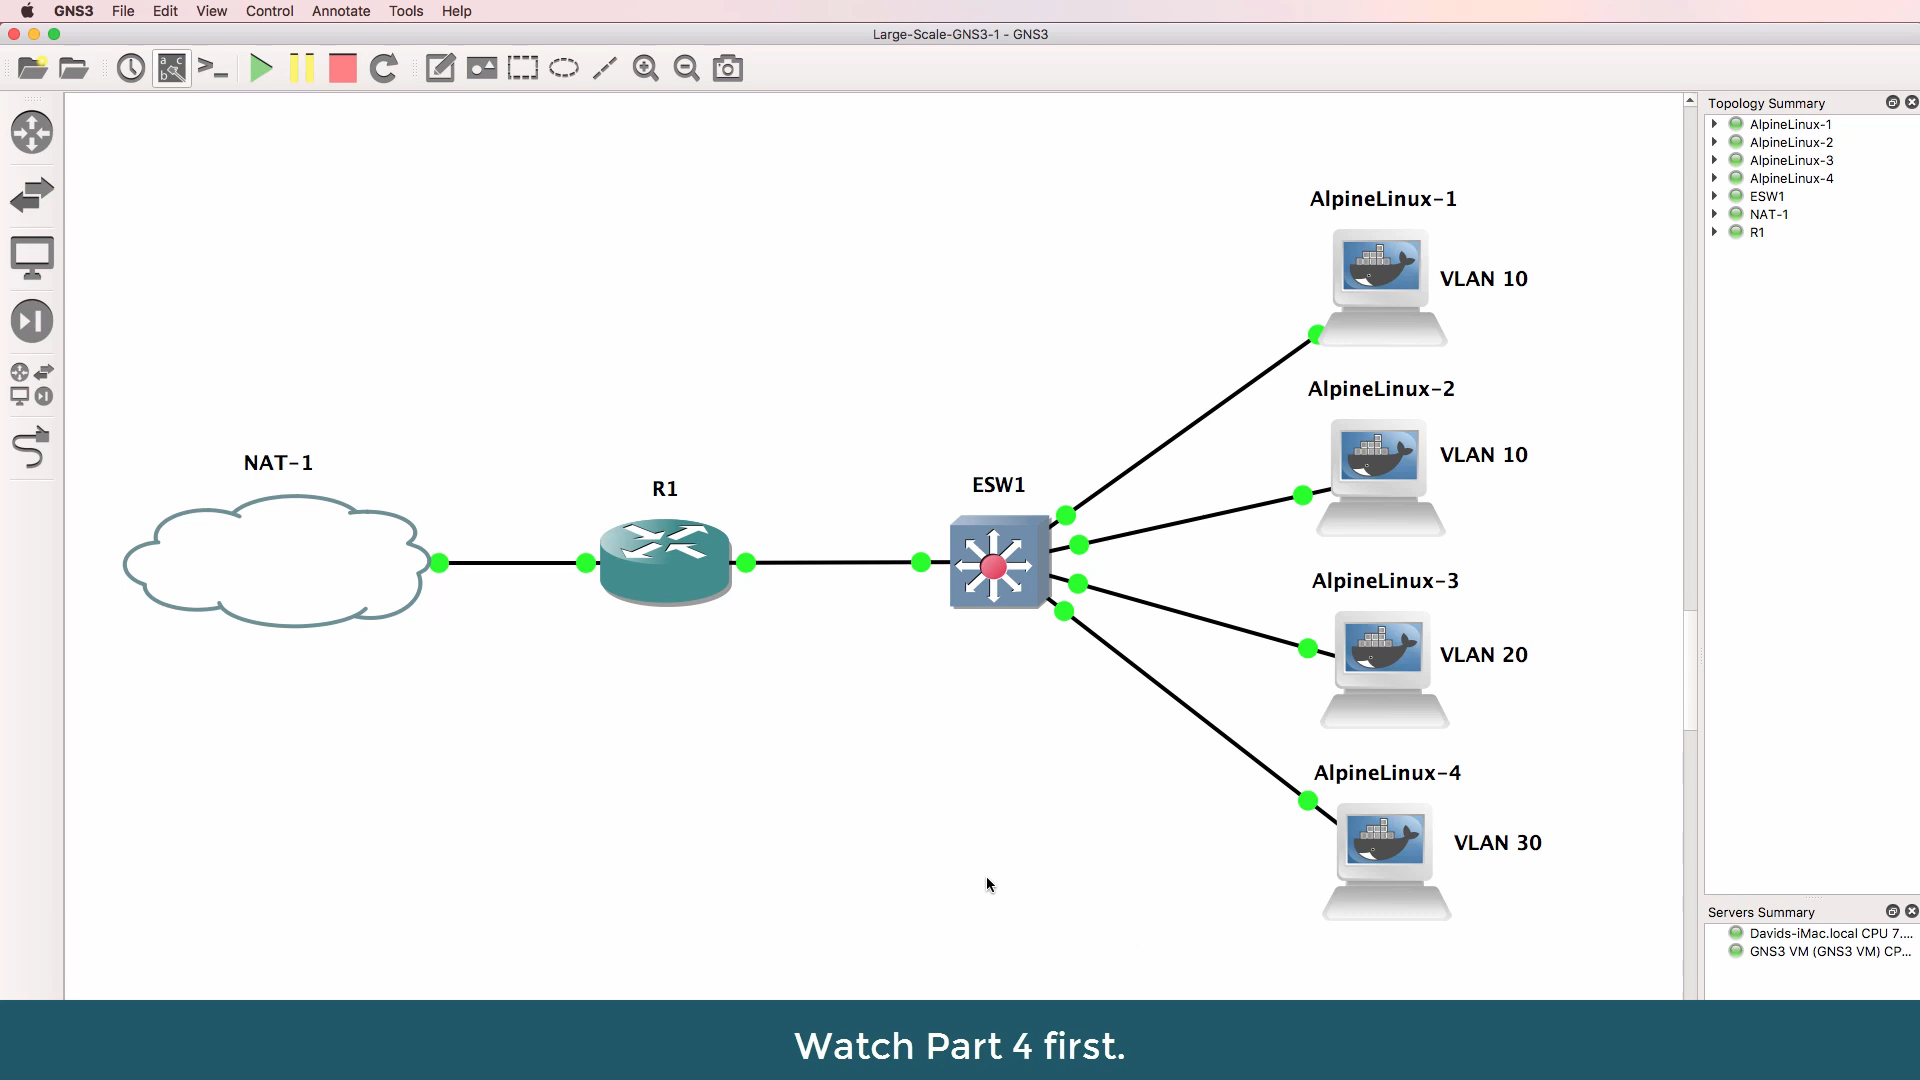 GNS3 File Edit View Control Annotate Tools Help
Large-Scale-GNS3-1 - GNS3
Topology Summary
AlpineLinux-1
AlpineLinux-2
AlpineLinux-3
AlpineLinux-4
ESW1
NAT-1
R1
AlpineLinux-1
VLAN 10
AlpineLinux-2
VLAN 10
NAT-1
R1
ESW1
AlpineLinux-3
VLAN 20
AlpineLinux-4
VLAN 30
Servers Summary
Davids-iMac.local CPU 7....
GNS3 VM (GNS3 VM) CP...
Watch Part 4 first.